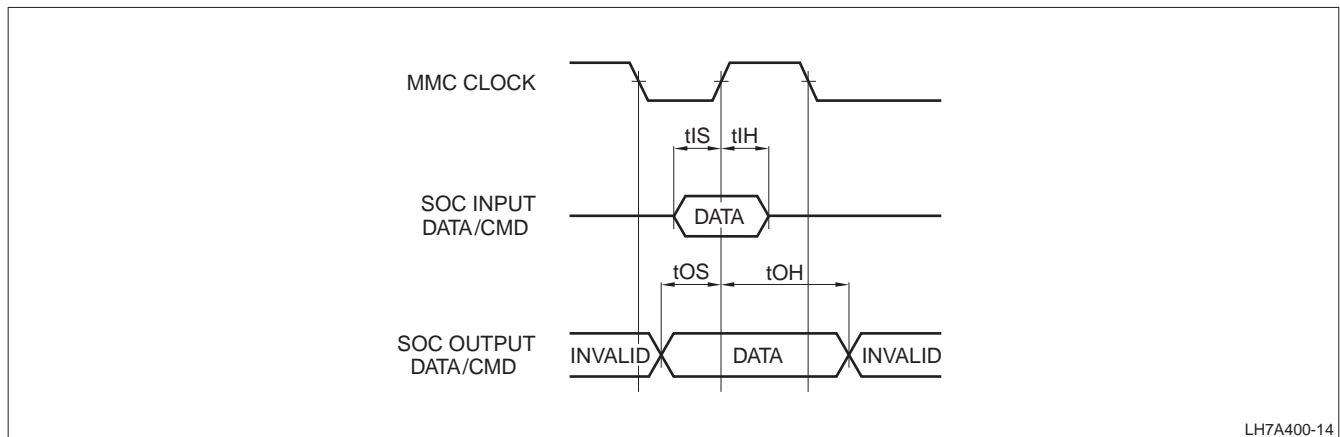 MMC CLOCK
tIS tIH
SOC INPUT
DATA/CMD
DATA
tOS tOH
SOC OUTPUT
DATA/CMD
INVALID DATA INVALID
LH7A400-14